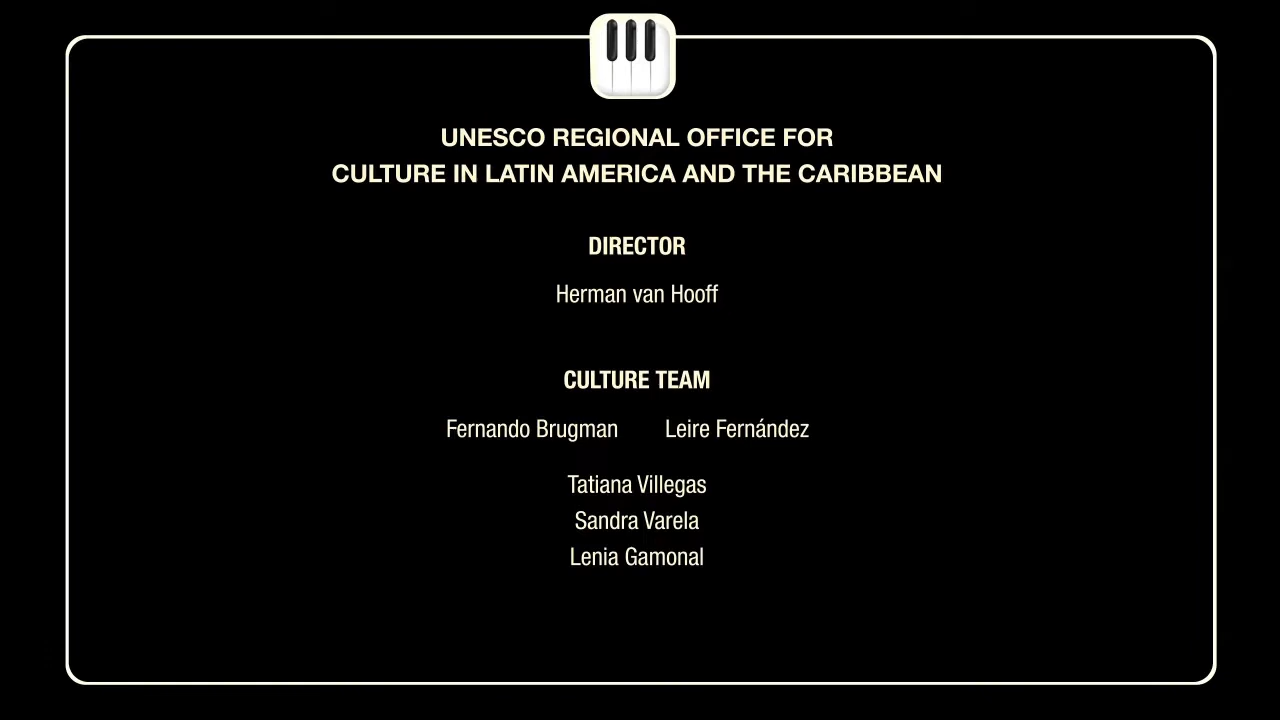 UNESCO REGIONAL OFFICE FOR
CULTURE IN LATIN AMERICA AND THE CARIBBEAN
DIRECTOR
Herman van Hooff
CULTURE TEAM
Fernando Brugman Leire Fernández
Tatiana Villegas
Sandra Varela
Lenia Gamonal